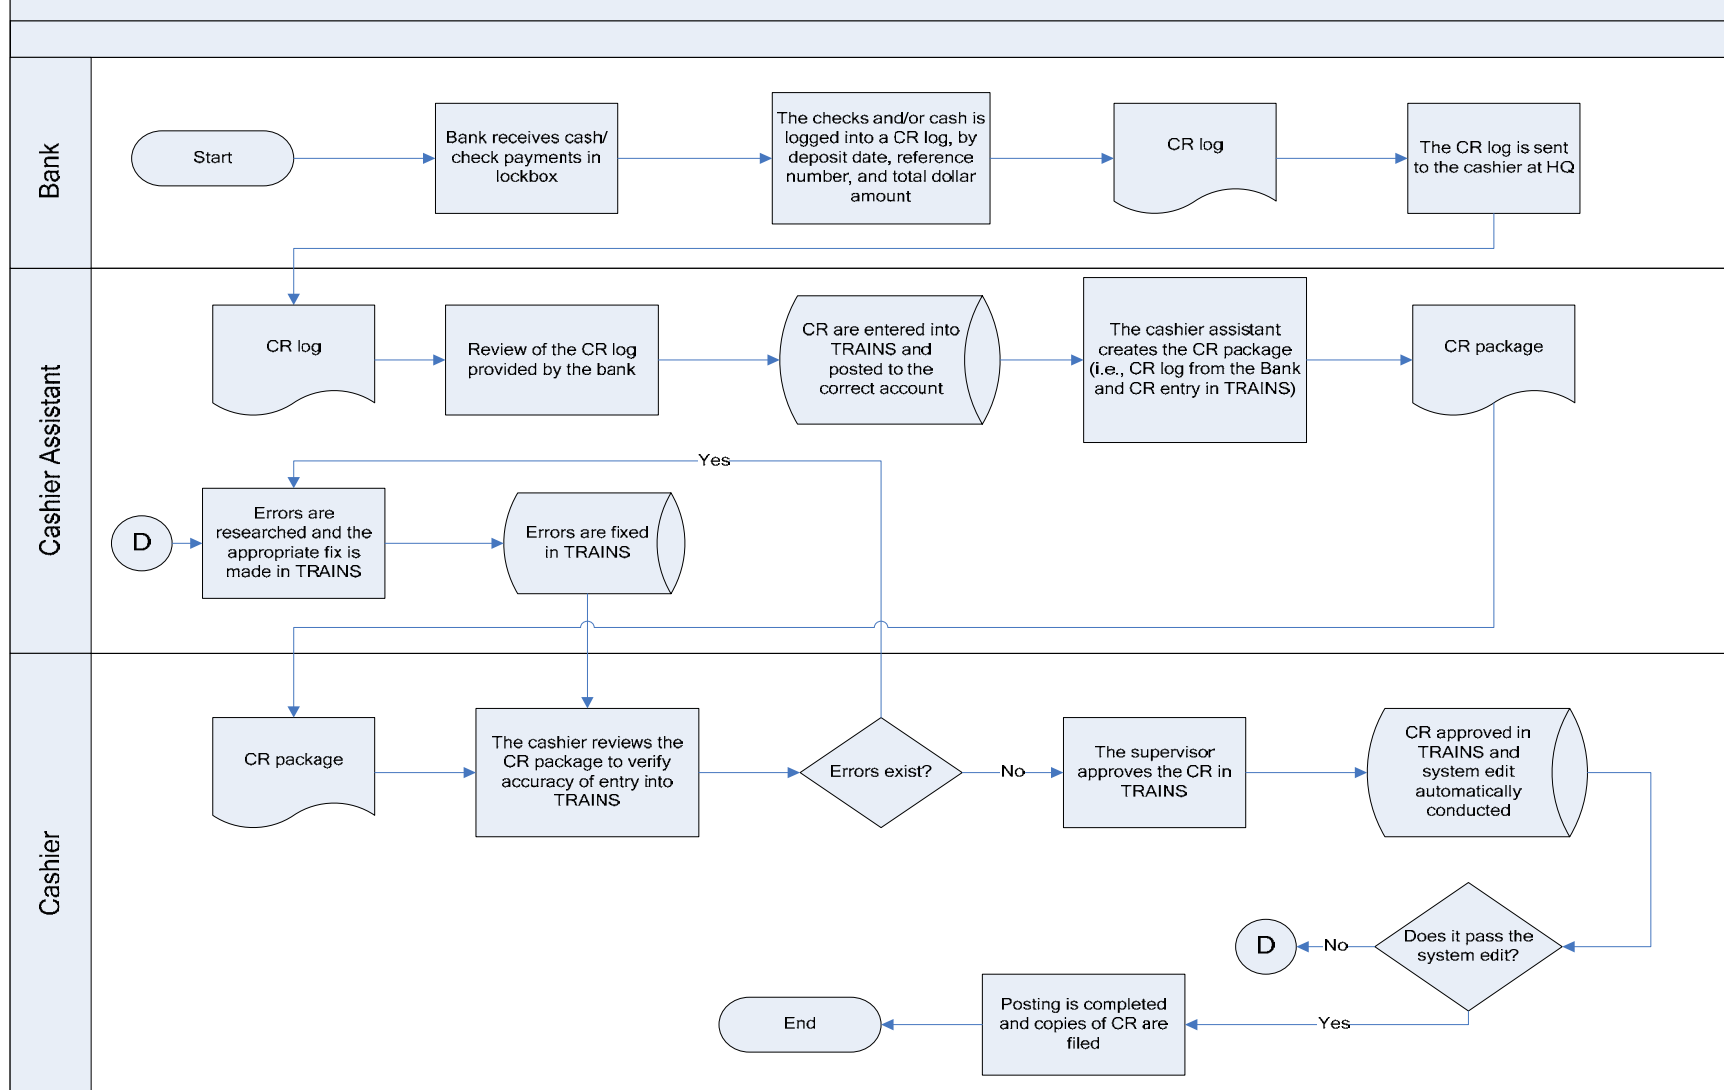 Bank
Start
Bank receives cash/
check payments in
lockbox
The checks and/or cash is
logged into a CR log, by
deposit date, reference
number, and total dollar
amount
CR log
The CR log is sent
to the cashier at HQ
Cashier Assistant
CR log
Review of the CR log
provided by the bank
CR are entered into
TRAINS and
posted to the
correct account
The cashier assistant
creates the CR package
(i.e., CR log from the Bank
and CR entry in TRAINS)
CR package
Yes
D
Errors are
researched and the
appropriate fix is
made in TRAINS
Errors are fixed
in TRAINS
Cashier
CR package
The cashier reviews the
CR package to verify
accuracy of entry into
TRAINS
Errors exist?
No
The supervisor
approves the CR in
TRAINS
CR approved in
TRAINS and
system edit
automatically
conducted
Does it pass the
system edit?
No
D
Yes
Posting is completed
and copies of CR are
filed
End